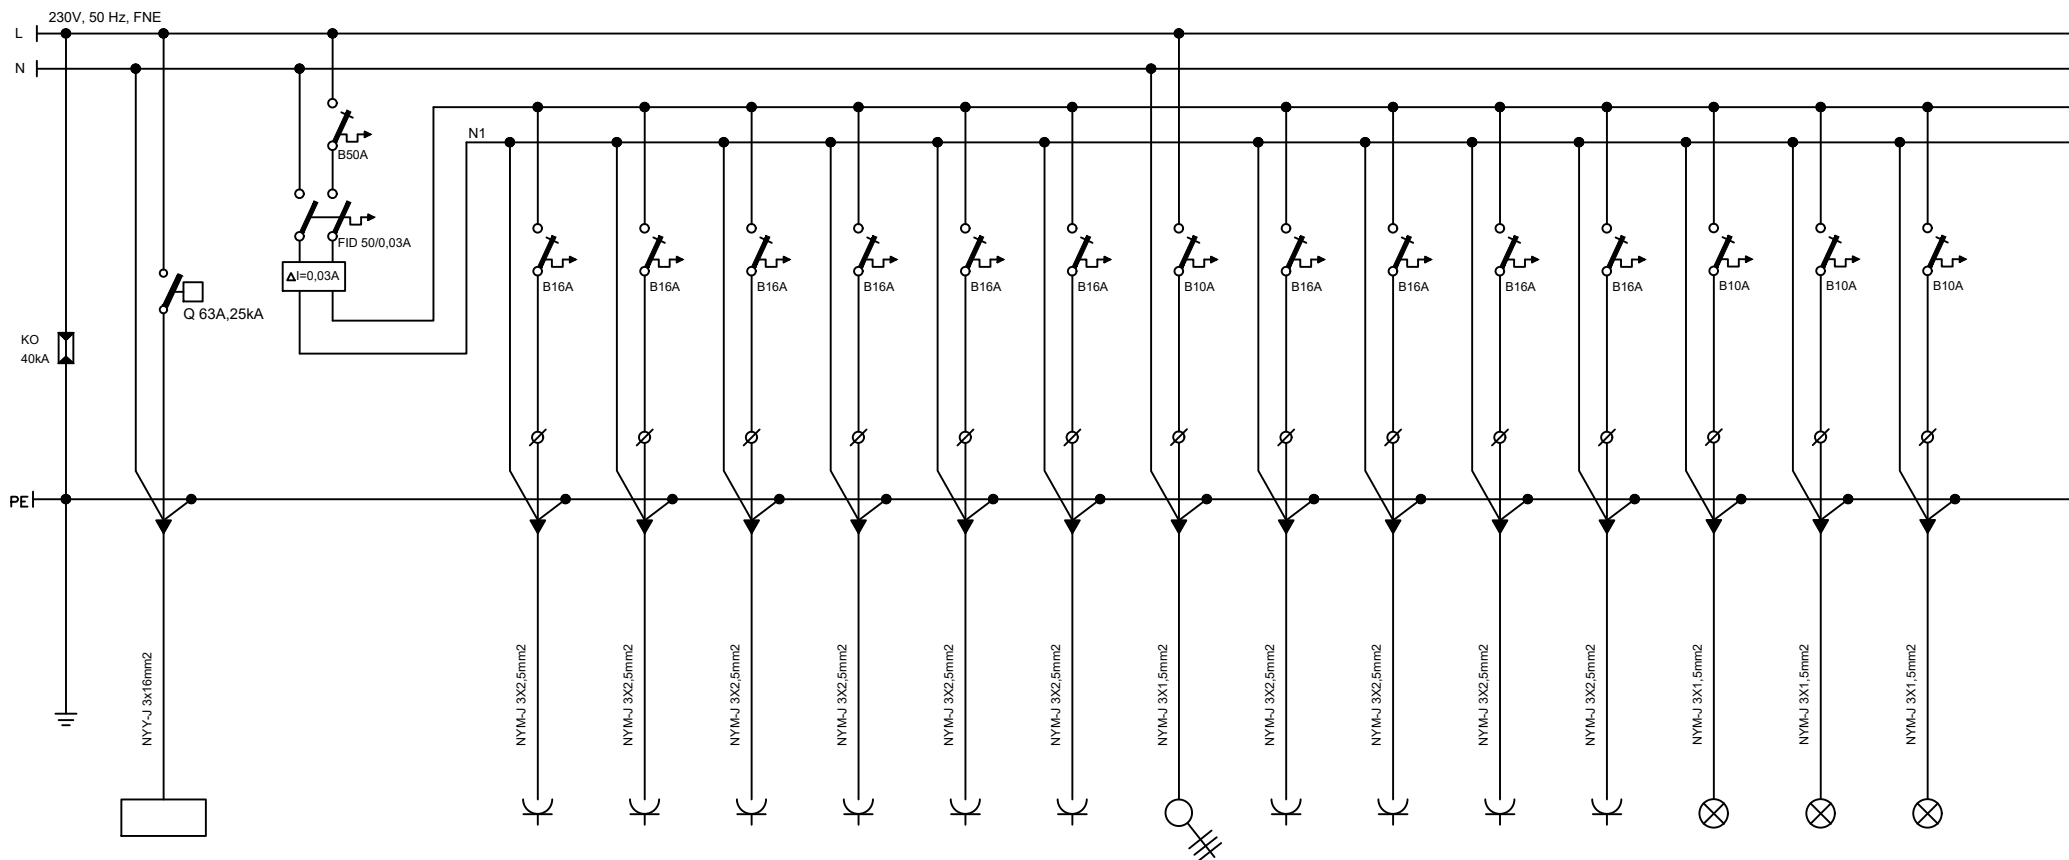 230V, 50 Hz, FNE
L
N
N1
B50A
FID 50/0,03A
ΔI=0,03A
Q 63A,25kA
KO
40kA
B16A
B16A
B16A
B16A
B16A
B16A
B10A
B16A
B16A
B16A
B16A
B10A
B10A
B10A
PE
NYY-J 3x16mm2
NYM-J 3X2,5mm2
NYM-J 3X2,5mm2
NYM-J 3X2,5mm2
NYM-J 3X2,5mm2
NYM-J 3X2,5mm2
NYM-J 3X2,5mm2
NYM-J 3X1,5mm2
NYM-J 3X2,5mm2
NYM-J 3X2,5mm2
NYM-J 3X2,5mm2
NYM-J 3X2,5mm2
NYM-J 3X1,5mm2
NYM-J 3X1,5mm2
NYM-J 3X1,5mm2